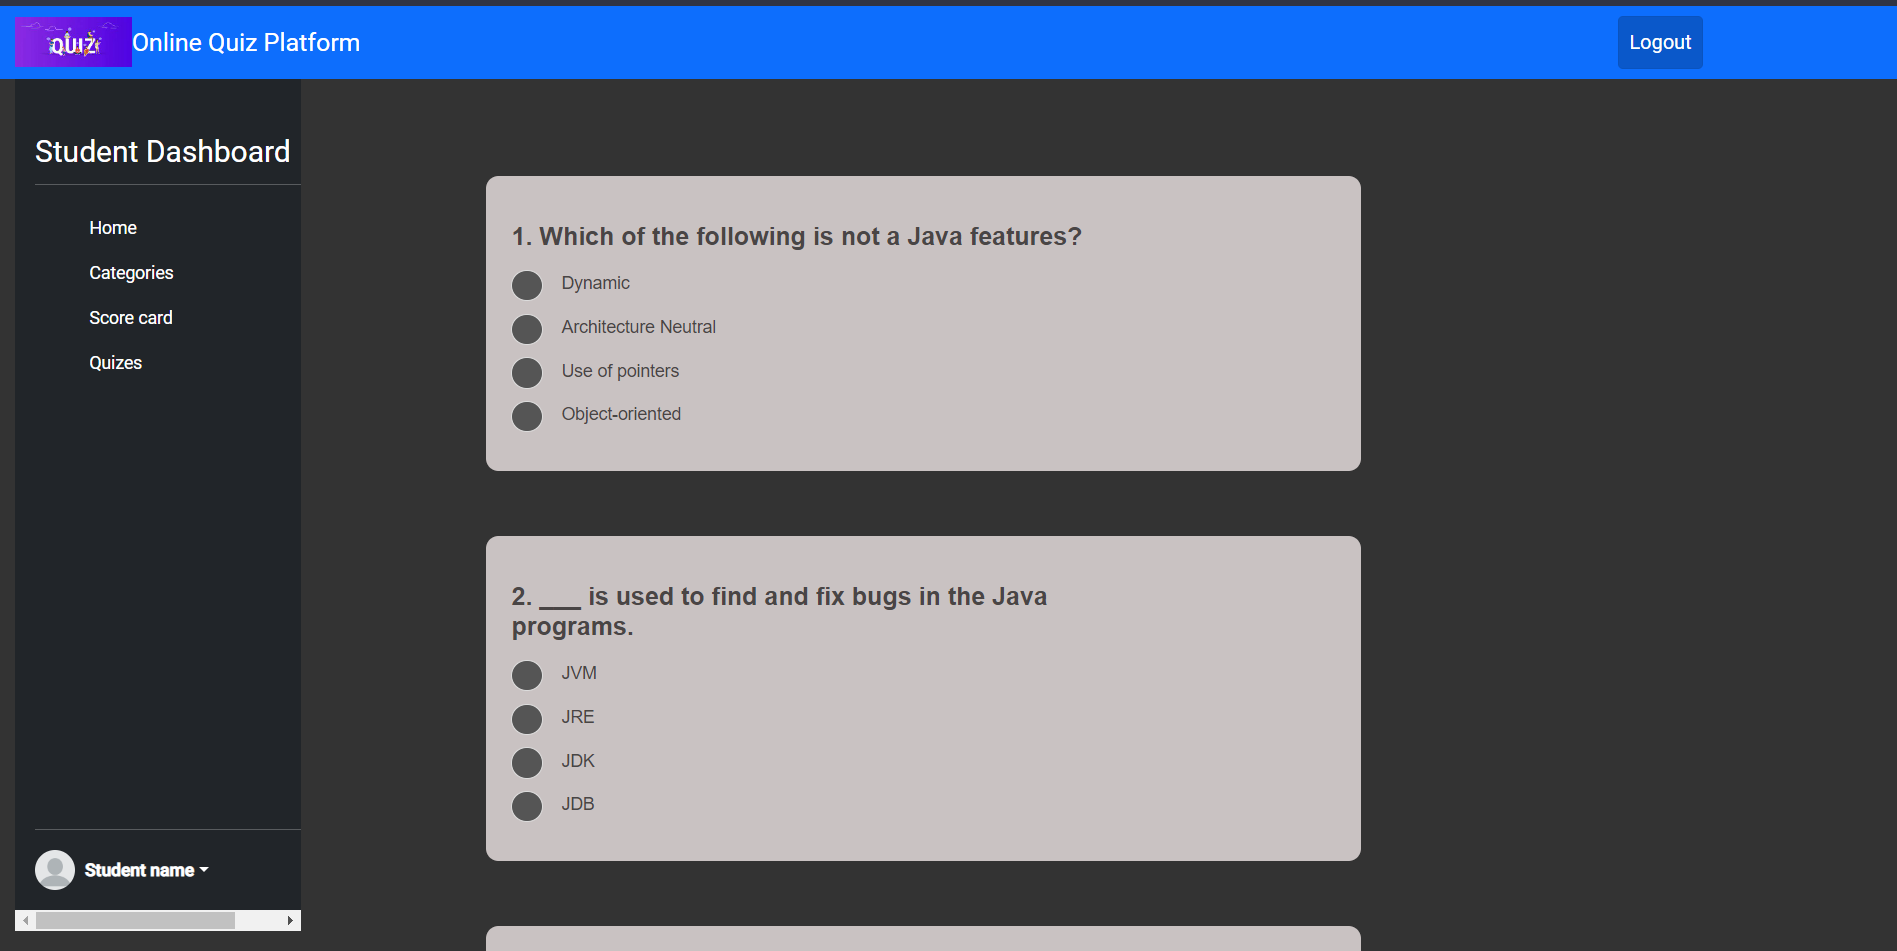 QUIZ
Online Quiz Platform
Logout
Student Dashboard
Home
Categories
Score card
Quizes
Student name
1. Which of the following is not a Java features?
Dynamic
Architecture Neutral
Use of pointers
Object-oriented
2. ___ is used to find and fix bugs in the Java
programs.
JVM
JRE
JDK
JDB